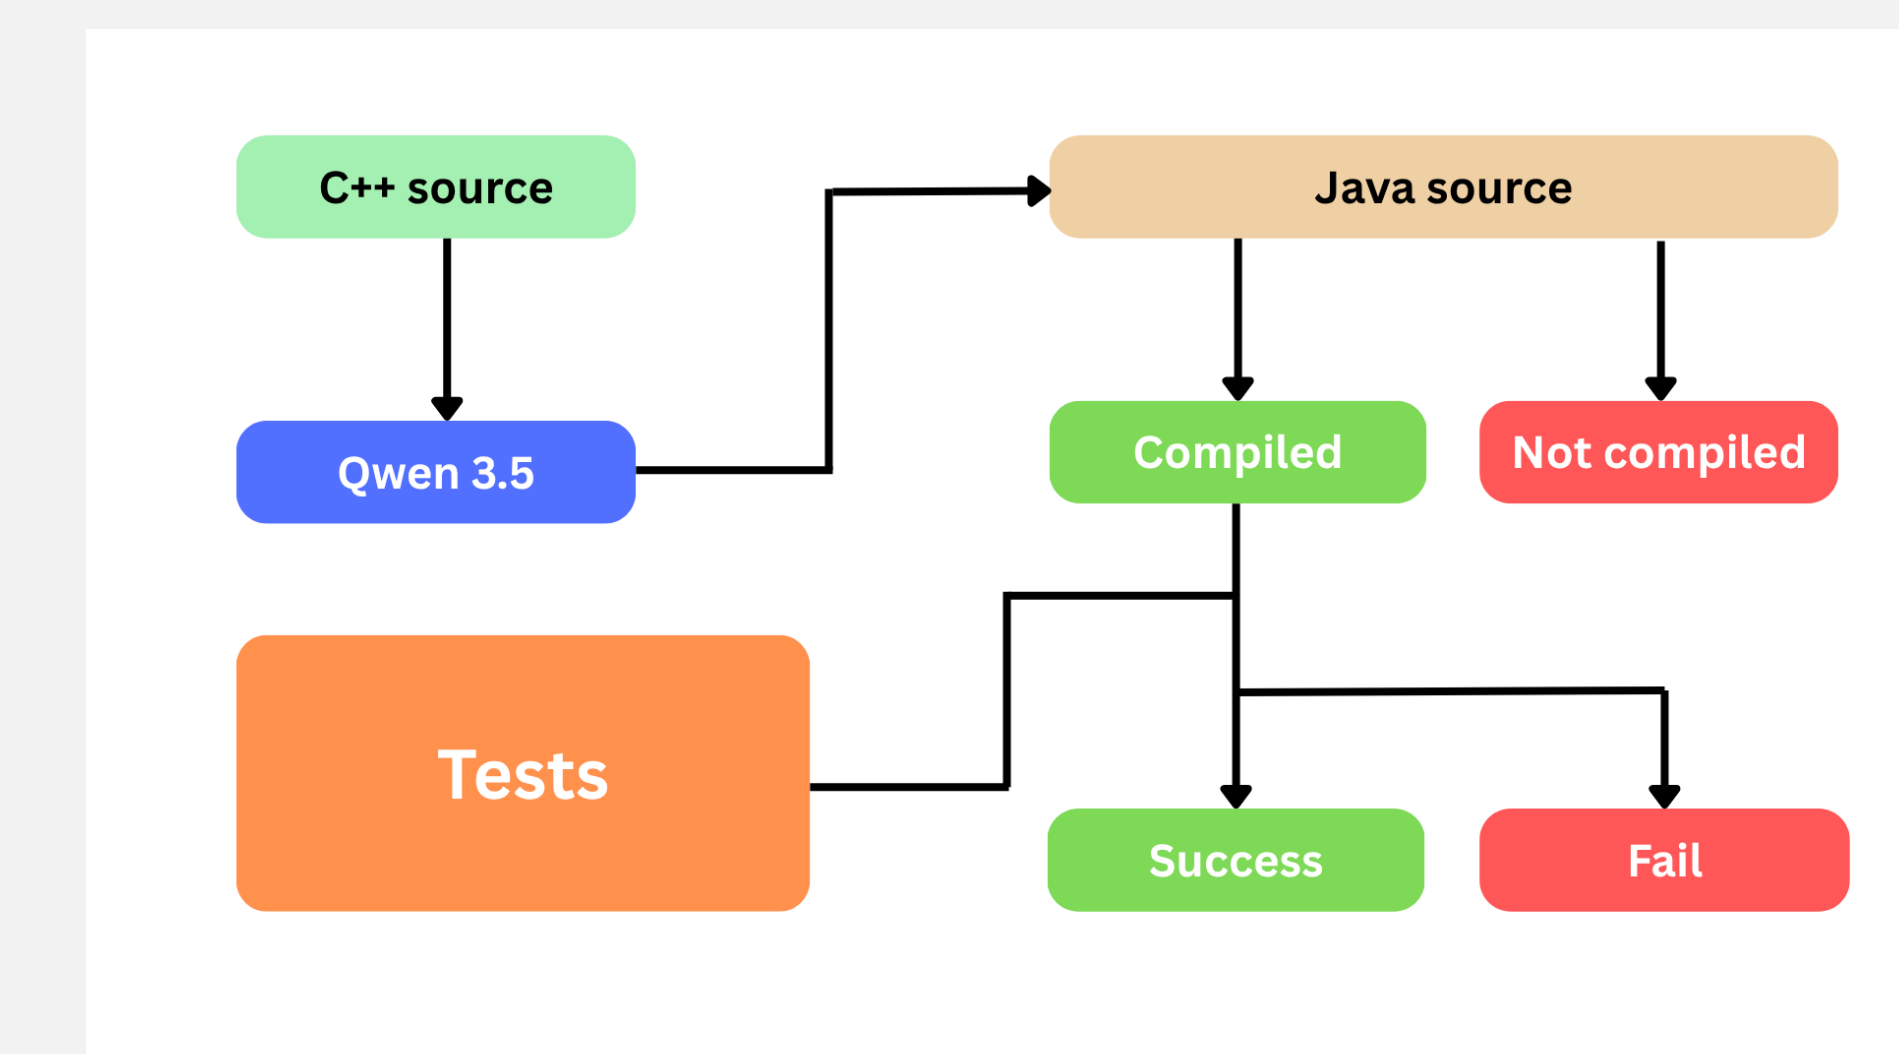 C++ source
Java source
Qwen 3.5
Compiled
Not compiled
Tests
Success
Fail